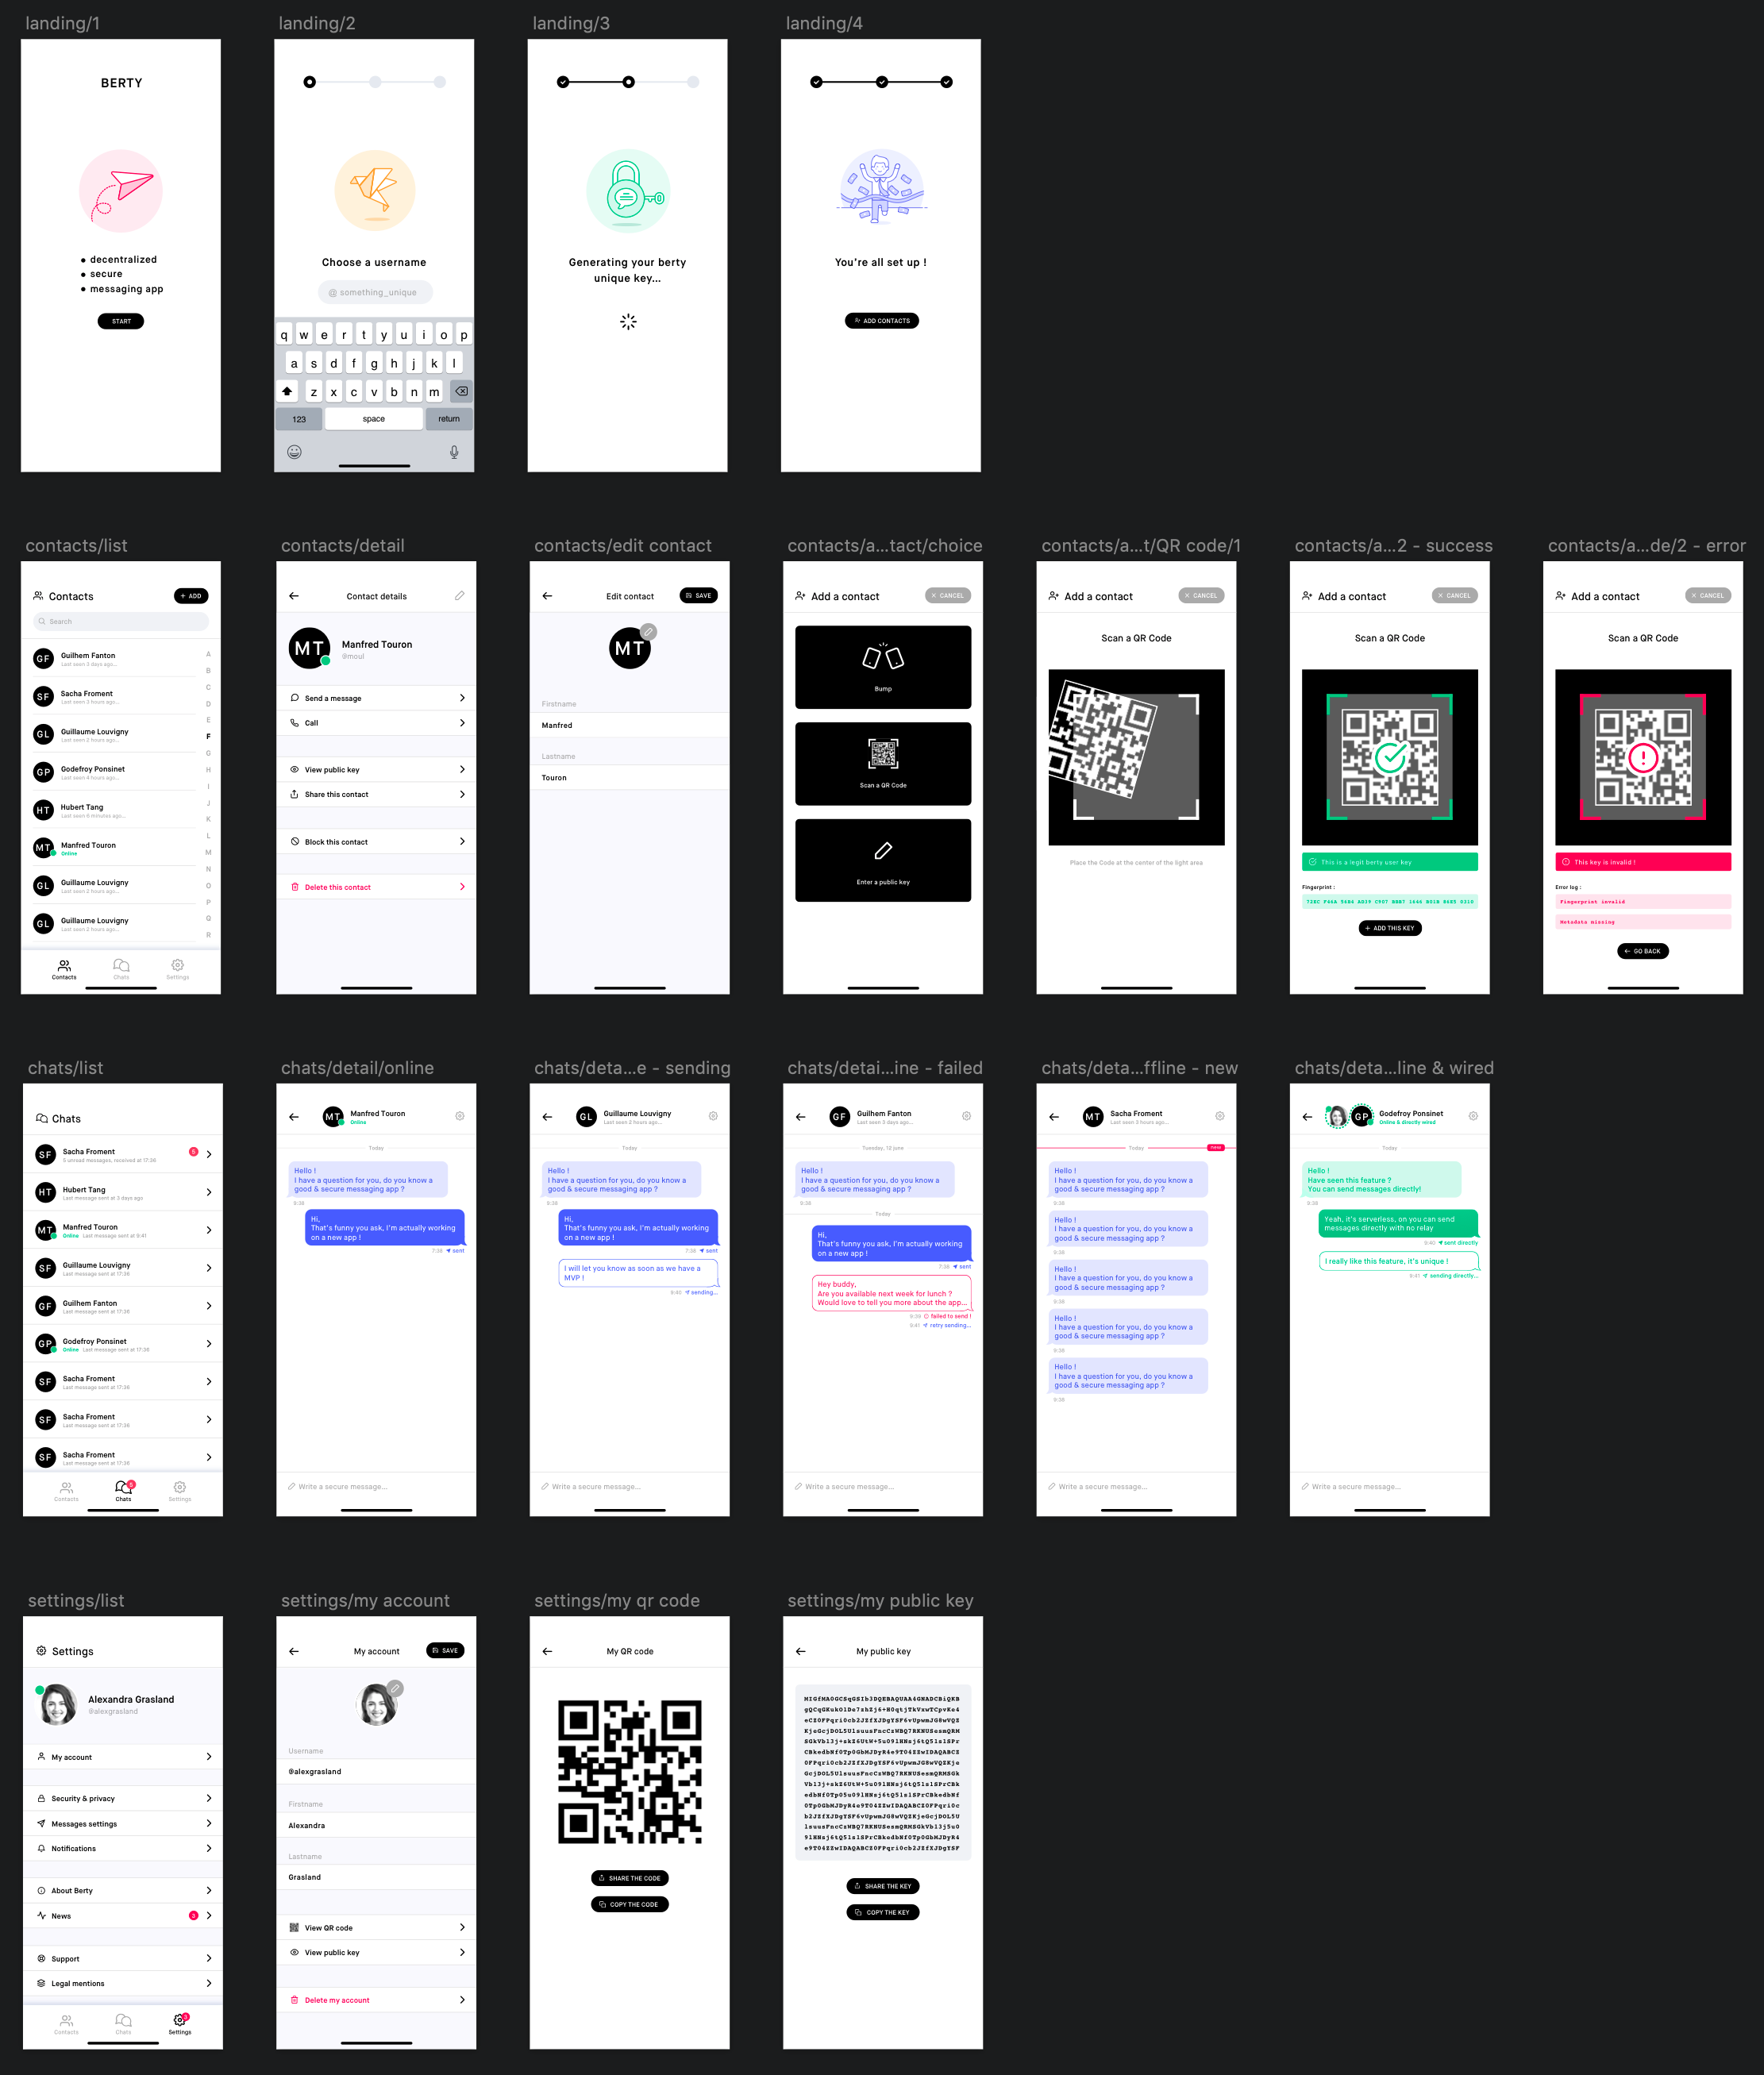 landing/1
landing/2
landing/3
landing/4
BERTY
decentralized
secure
messaging app
START
Choose a username
@ something_unique
q w e r t y u i o p
a s d f g h j k l
z x c v b n m
123 space return
Generating your berty
unique key...
You're all set up !
ADD CONTACTS
contacts/list
contacts/detail
contacts/edit contact
contacts/a...tact/choice
contacts/a...t/QR code/1
contacts/a...2 - success
contacts/a...de/2 - error
Contacts
+ ADD
Search
Guilhem Fanton
Last seen 3 days ago...
Sacha Froment
Last seen 3 hours ago...
Guillaume Louvigny
Last seen 2 hours ago...
Godefroy Ponsinet
Last seen 4 hours ago...
Hubert Tang
Last seen 6 minutes ago...
Manfred Touron
Online
Guillaume Louvigny
Last seen 2 hours ago...
Guillaume Louvigny
Last seen 2 hours ago...
GF
SF
GL
GP
HT
MT
GL
GL
A
B
C
D
E
F
G
H
I
J
K
L
M
N
O
P
Q
R
Contacts
Chats
Settings
Contact details
MT
Manfred Touron
@moul
Send a message
Call
View public key
Share this contact
Block this contact
Delete this contact
Edit contact
SAVE
MT
Firstname
Manfred
Lastname
Touron
Add a contact
CANCEL
Bump
Scan a QR Code
Enter a public key
Add a contact
CANCEL
Scan a QR Code
Place the Code at the center of the light area
Add a contact
CANCEL
Scan a QR Code
This is a legit berty user key
Fingerprint :
+ ADD THIS KEY
Add a contact
CANCEL
Scan a QR Code
This key is invalid !
Error log :
Fingerprint invalid
Metadata missing
GO BACK
chats/list
chats/detail/online
chats/deta...e - sending
chats/detai...ine - failed
chats/deta...ffline - new
chats/deta...line & wired
Chats
SF
Sacha Froment
5 unread messages, received at 17:36
5
HT
Hubert Tang
Last message sent at 3 days ago
MT
Manfred Touron
Online Last message sent at 9:41
SF
Guillaume Louvigny
Last message sent at 17:36
GF
Guilhem Fanton
Last message sent at 17:36
GP
Godefroy Ponsinet
Online Last message sent at 17:36
SF
Sacha Froment
Last message sent at 17:36
SF
Sacha Froment
Last message sent at 17:36
SF
Sacha Froment
Last message sent at 17:36
Contacts
Chats
5
Settings
MT
Manfred Touron
Online
Today
Hello !
I have a question for you, do you know a
good & secure messaging app ?
9:38
Hi,
That's funny you ask, I'm actually working
on a new app !
7:38 sent
Write a secure message...
GL
Guillaume Louvigny
Last seen 2 hours ago...
Today
Hello !
I have a question for you, do you know a
good & secure messaging app ?
9:38
Hi,
That's funny you ask, I'm actually working
on a new app !
7:38 sent
I will let you know as soon as we have a
MVP !
9:40 sending...
Write a secure message...
GF
Guilhem Fanton
Last seen 3 days ago...
Tuesday, 12 june
Hello !
I have a question for you, do you know a
good & secure messaging app ?
9:38
Today
Hi,
That's funny you ask, I'm actually working
on a new app !
7:38 sent
Hey buddy,
Are you available next week for lunch ?
Would love to tell you more about the app...
9:39 failed to send !
9:41 retry sending...
Write a secure message...
MT
Sacha Froment
Last seen 3 hours ago...
Today
new
Hello !
I have a question for you, do you know a
good & secure messaging app ?
9:38
Hello !
I have a question for you, do you know a
good & secure messaging app ?
9:38
Hello !
I have a question for you, do you know a
good & secure messaging app ?
9:38
Hello !
I have a question for you, do you know a
good & secure messaging app ?
9:38
Hello !
I have a question for you, do you know a
good & secure messaging app ?
9:38
Write a secure message...
GP
Godefroy Ponsinet
Online & directly wired
Today
Hello !
Have seen this feature ?
You can send messages directly!
9:38
Yeah, it's serverless, on you can send
messages directly with no relay
9:40 sent directly
I really like this feature, it's unique !
9:41 sending directly...
Write a secure message...
settings/list
settings/my account
settings/my qr code
settings/my public key
Settings
Alexandra Grasland
@alexgrasland
My account
Security & privacy
Messages settings
Notifications
About Berty
News
3
Support
Legal mentions
Contacts
Chats
Settings
3
My account
SAVE
Username
@alexgrasland
Firstname
Alexandra
Lastname
Grasland
View QR code
View public key
Delete my account
My QR code
SHARE THE CODE
COPY THE CODE
My public key
SHARE THE KEY
COPY THE KEY